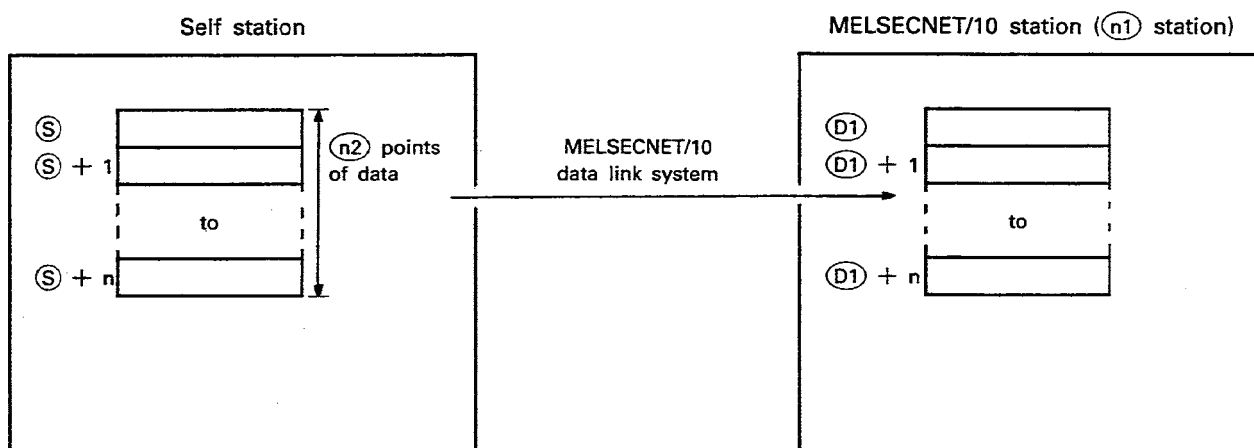 Self station
MELSECNET/10 station (n1 station)
S
S + 1
to
S + n
n2 points
of data
MELSECNET/10
data link system
D1
D1 + 1
to
D1 + n